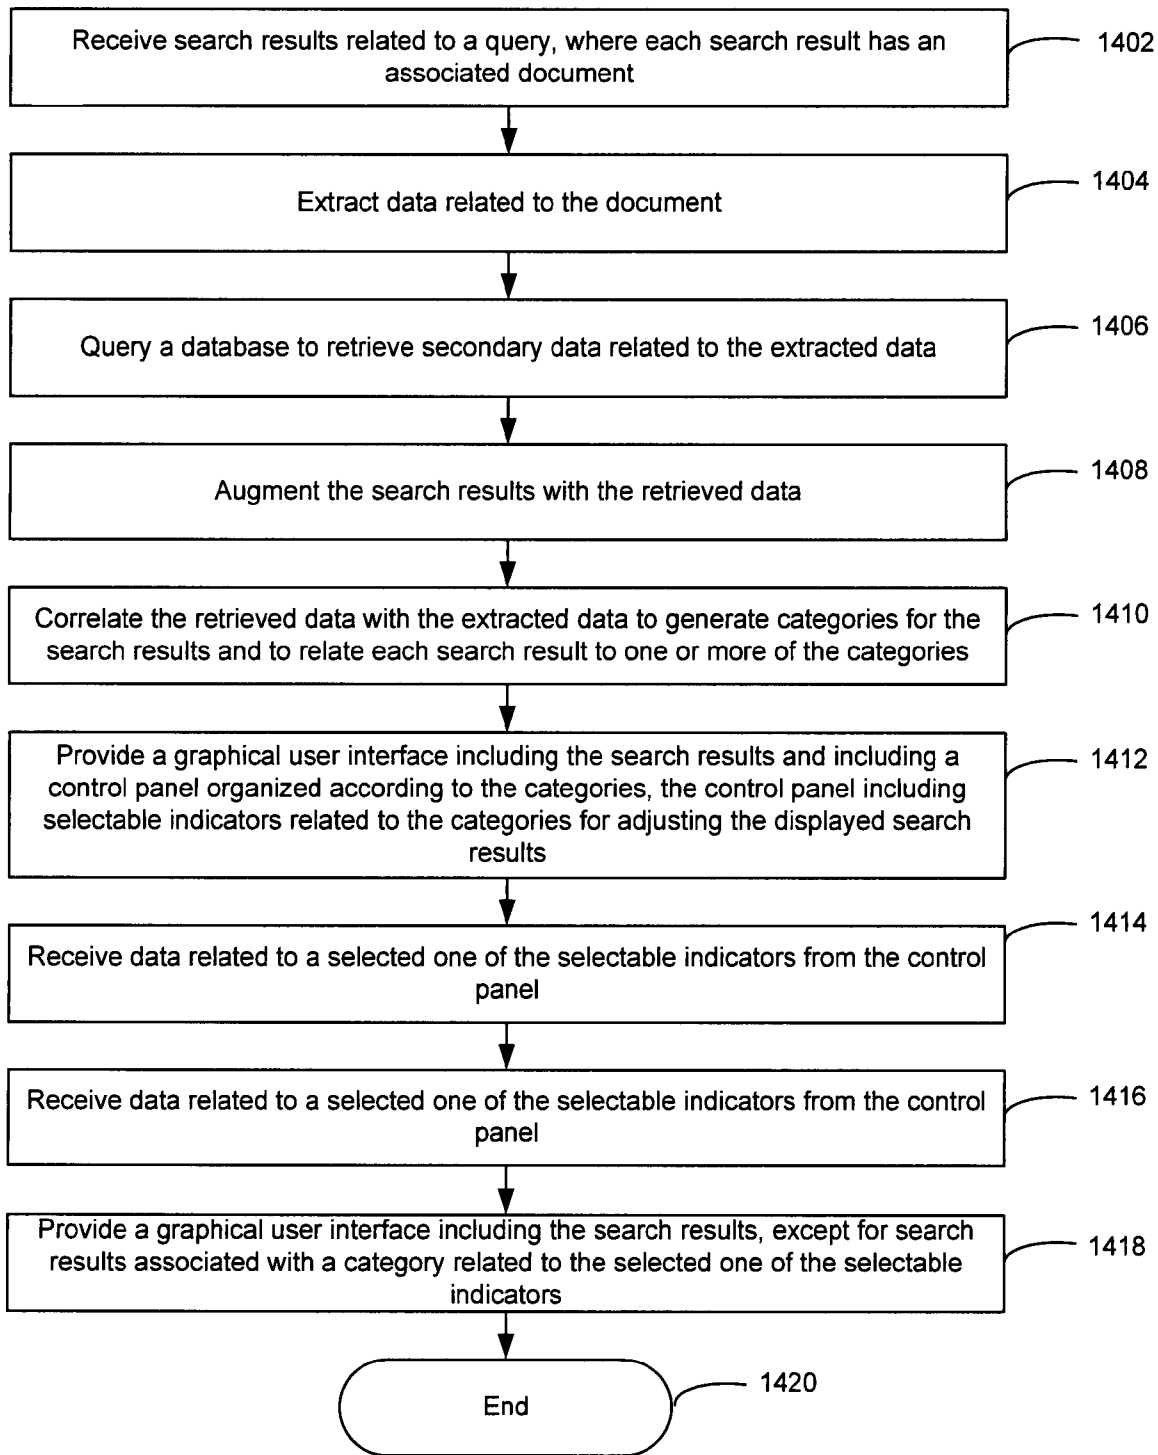 Receive search results related to a query, where each search result has an
associated document
1402
Extract data related to the document
1404
Query a database to retrieve secondary data related to the extracted data
1406
Augment the search results with the retrieved data
1408
Correlate the retrieved data with the extracted data to generate categories for the
search results and to relate each search result to one or more of the categories
1410
Provide a graphical user interface including the search results and including a
control panel organized according to the categories, the control panel including
selectable indicators related to the categories for adjusting the displayed search
results
1412
Receive data related to a selected one of the selectable indicators from the control
panel
1414
Receive data related to a selected one of the selectable indicators from the control
panel
1416
Provide a graphical user interface including the search results, except for search
results associated with a category related to the selected one of the selectable
indicators
1418
End
1420